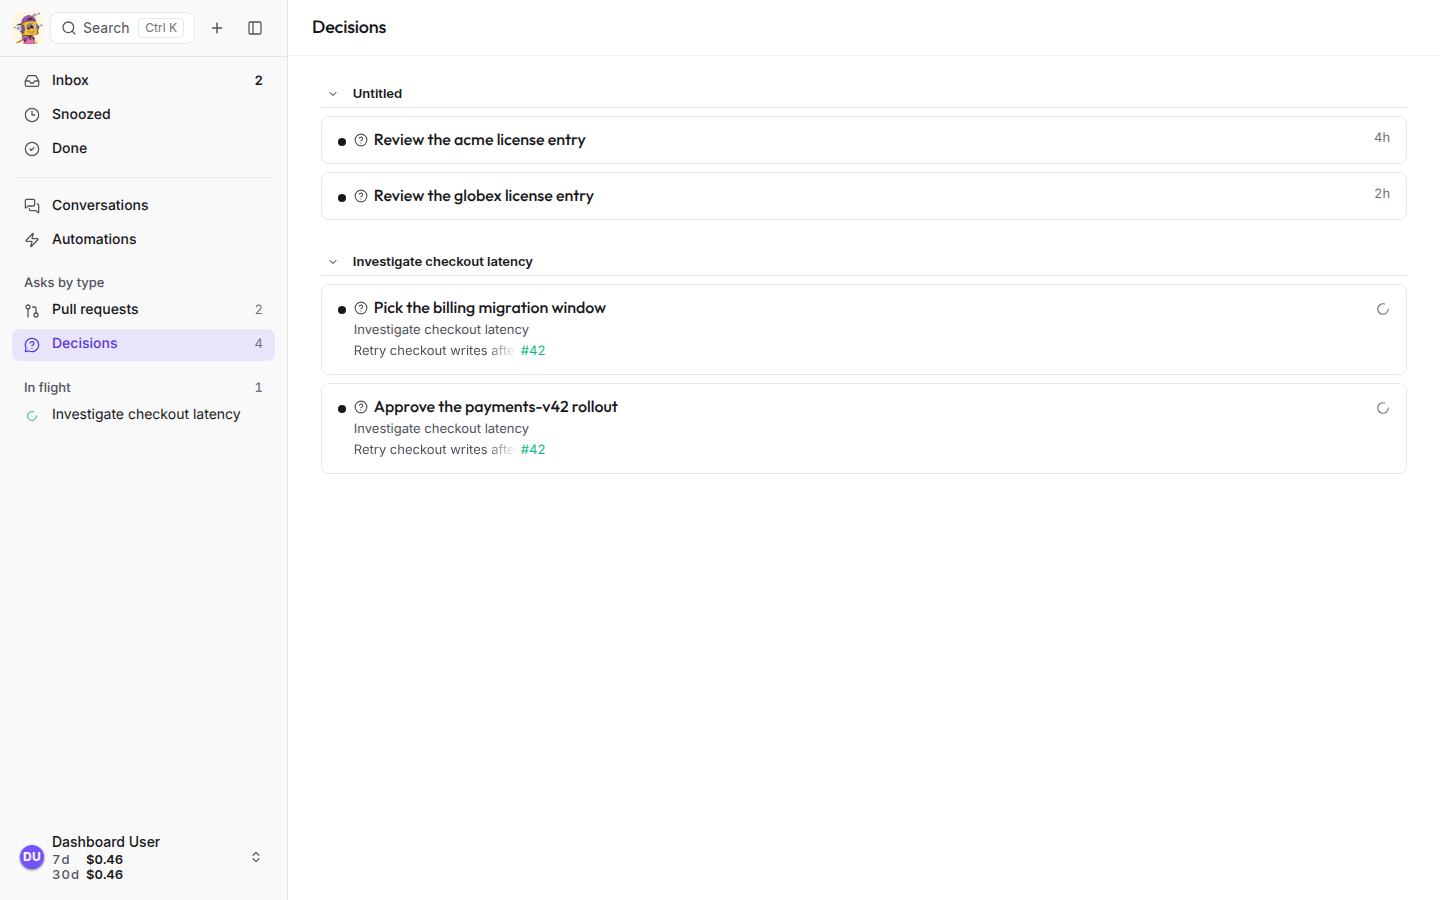 Search Ctrl K
Inbox 2
Snoozed
Done
Conversations
Automations
Asks by type
Pull requests 2
Decisions 4
In flight 1
Investigate checkout latency
DU Dashboard User
7d $0.46
30d $0.46
Decisions
Untitled
Review the acme license entry 4h
Review the globex license entry 2h
Investigate checkout latency
Pick the billing migration window
Investigate checkout latency
Retry checkout writes afte #42
Approve the payments-v42 rollout
Investigate checkout latency
Retry checkout writes afte #42